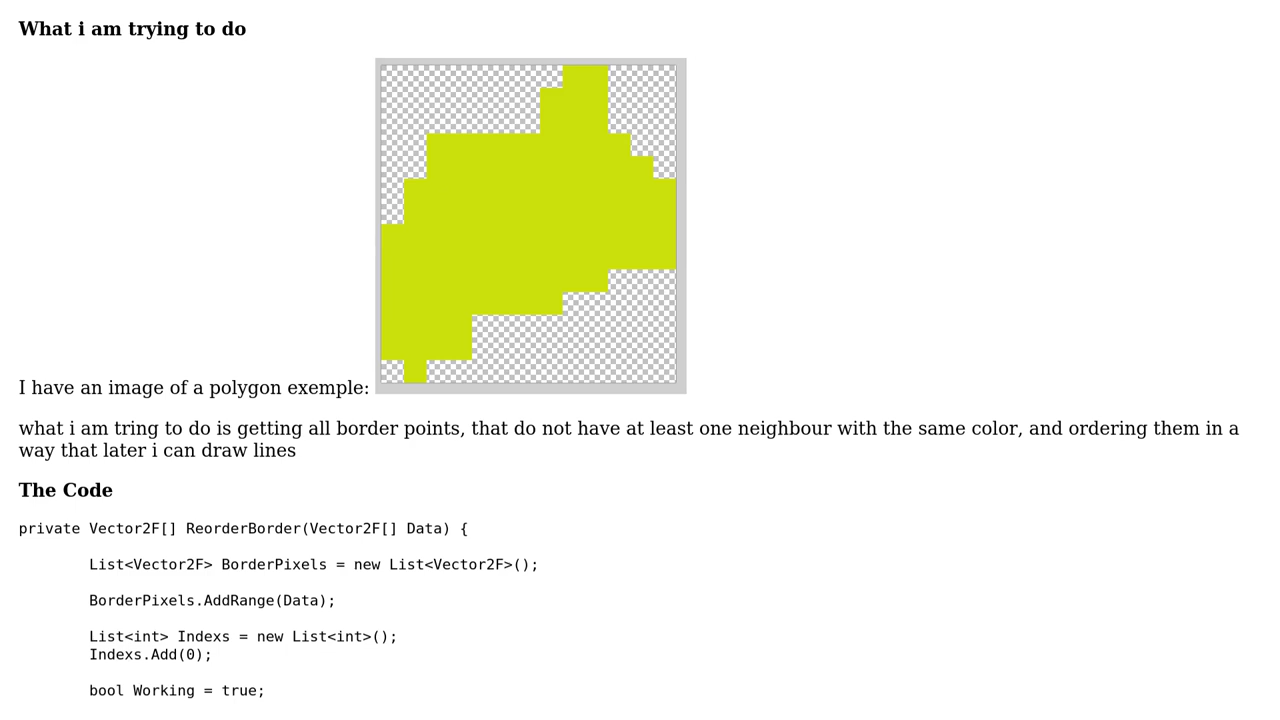 What i am trying to do
I have an image of a polygon exemple:
what i am tring to do is getting all border points, that do not have at least one neighbour with the same color, and ordering them in a
way that later i can draw lines
The Code
private Vector2F[] ReorderBorder(Vector2F[] Data) {
List<Vector2F> BorderPixels = new List<Vector2F>();
BorderPixels.AddRange(Data);
List<int> Indexs = new List<int>();
Indexs.Add(0);
bool Working = true;